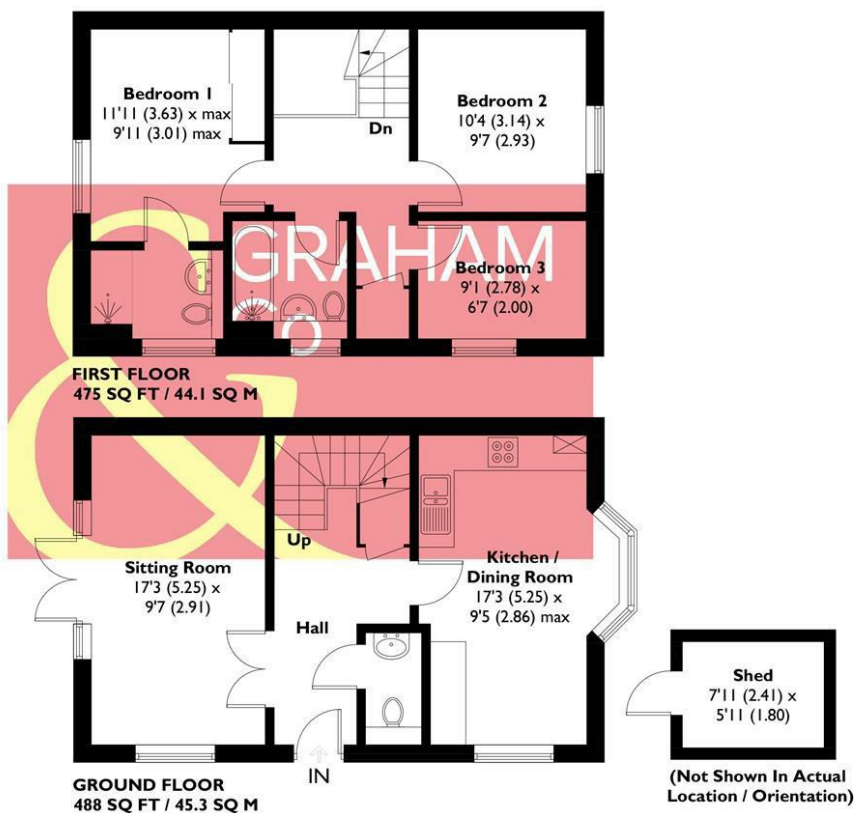 Bedroom 1
11'11 (3.63) x max
9'11 (3.01) max
Bedroom 2
10'4 (3.14) x
9'7 (2.93)
Dn
&
GRAHAM
Co
Bedroom 3
9'1 (2.78) x
6'7 (2.00)
FIRST FLOOR
475 SQ FT / 44.1 SQ M
Sitting Room
17'3 (5.25) x
9'7 (2.91)
Up
Hall
Kitchen /
Dining Room
17'3 (5.25) x
9'5 (2.86) max
Shed
7'11 (2.41) x
5'11 (1.80)
IN
(Not Shown In Actual
Location / Orientation)
GROUND FLOOR
488 SQ FT / 45.3 SQ M